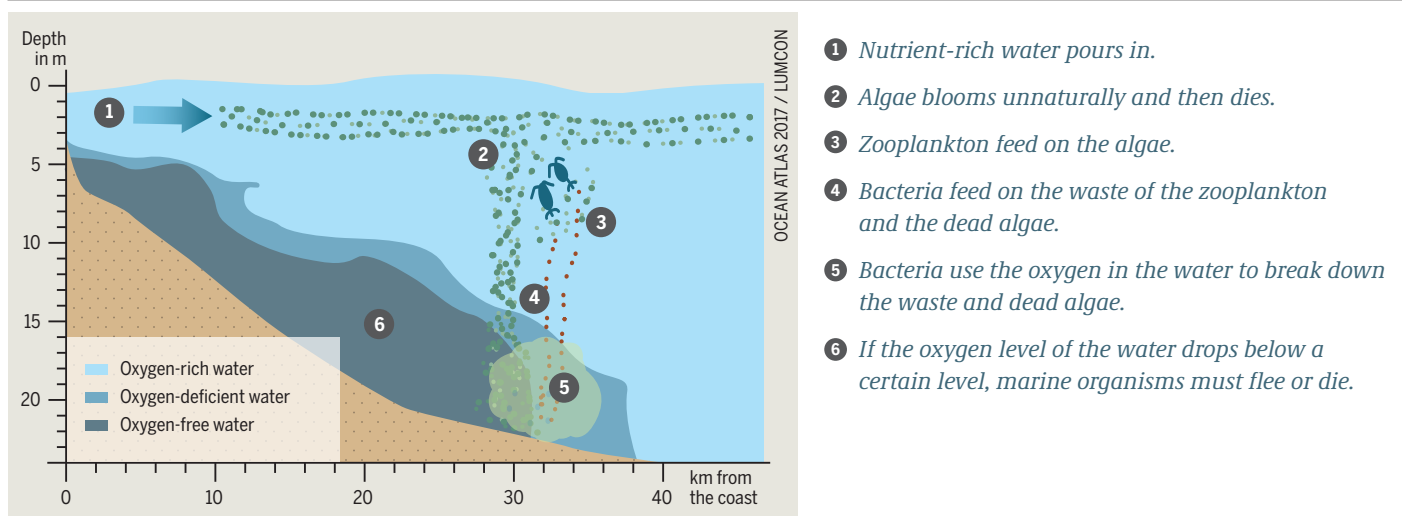 Depth
in m
0
5
10
15
20
1
2
3
4
5
6
Oxygen-rich water
Oxygen-deficient water
Oxygen-free water
0
10
20
30
40
km from
the coast
OCEAN ATLAS 2017 / LUMCON
1 Nutrient-rich water pours in.
2 Algae blooms unnaturally and then dies.
3 Zooplankton feed on the algae.
4 Bacteria feed on the waste of the zooplankton
and the dead algae.
5 Bacteria use the oxygen in the water to break down
the waste and dead algae.
6 If the oxygen level of the water drops below a
certain level, marine organisms must flee or die.